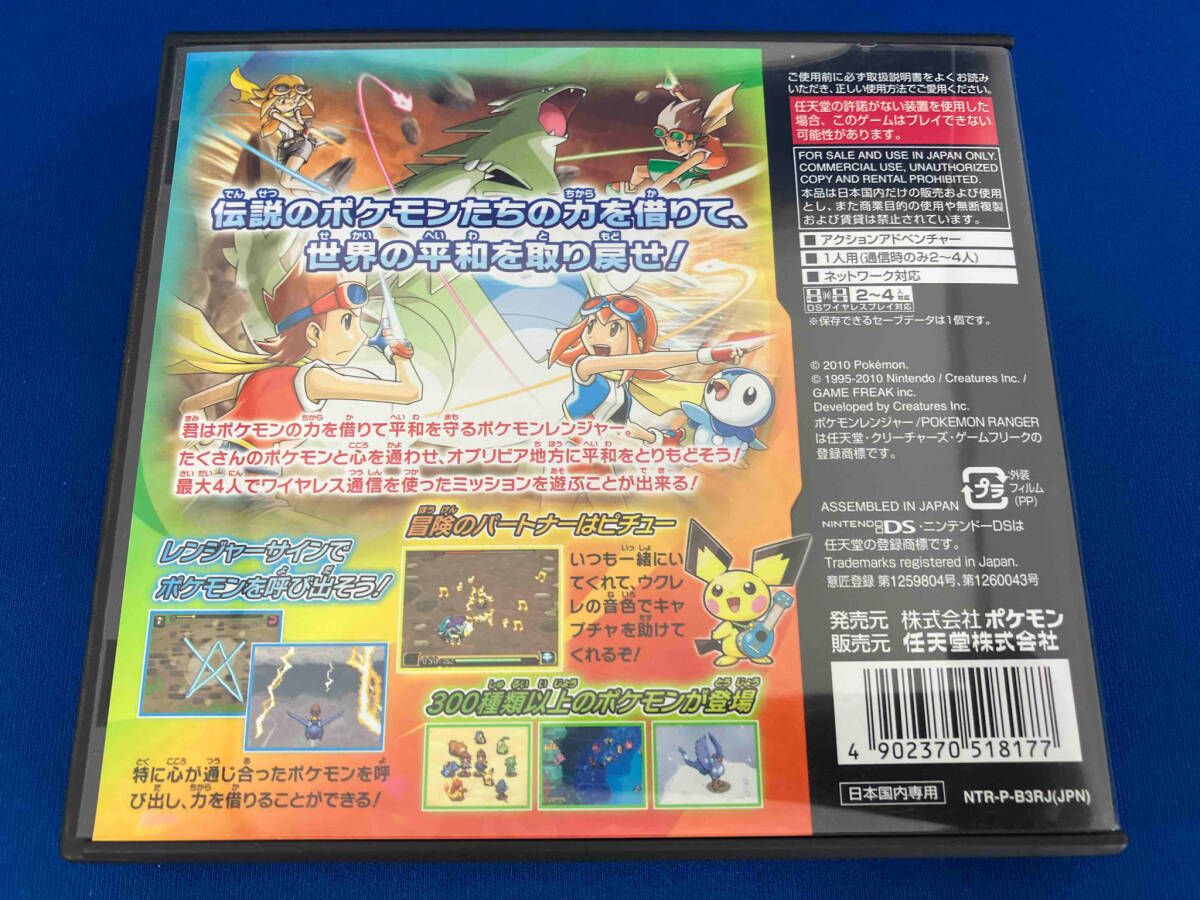 伝説のポケモンたちの力を借りて、
世界の平和を取り戻せ!
君はポケモンの力を借りて平和を守るポケモンレンジャー。
たくさんのポケモンと心を通わせ、オブリビア地方に平和をとりもどそう!
最大4人でワイヤレス通信を使ったミッションを遊ぶことが出来る!
レンジャーサインで
ポケモンを呼び出そう!
特に心が通じ合ったポケモンを呼
び出し、力を借りることができる!
冒険のパートナーはピチュー
いつも一緒にい
てくれて、ウクレ
レの音色でキャ
プチャを助けて
くれるぞ!
300種類以上のポケモンが登場
ご使用前に必ず取扱説明書をよくお読み
いただき、正しい使用方法でご愛用ください。
任天堂の許諾がない装置を使用した
場合、このゲームはプレイできない
可能性があります。
FOR SALE AND USE IN JAPAN ONLY.
COMMERCIAL USE, UNAUTHORIZED
COPY AND RENTAL PROHIBITED.
本品は日本国内だけの販売および使用
とし、また商業目的の使用や無断複製
および賃貸は禁止されています。
■ アクションアドベンチャー
■ 1人用(通信時のみ2~4人)
■ ネットワーク対応
2~4人対応
DSワイヤレスプレイ対応
※保存できるセーブデータは1個です。
© 2010 Pokémon.
© 1995-2010 Nintendo / Creatures Inc. /
GAME FREAK inc.
Developed by Creatures Inc.
ポケモンレンジャー/POKEMON RANGER
は任天堂・クリーチャーズ・ゲームフリークの
登録商標です。
プラ
外装
フィルム
(PP)
ASSEMBLED IN JAPAN
NINTENDO DS・ニンテンドーDSは
任天堂の登録商標です。
Trademarks registered in Japan.
意匠登録 第1259804号、第1260043号
発売元 株式会社 ポケモン
販売元 任天堂株式会社
4 902370 518177
日本国内専用
NTR-P-B3RJ(JPN)